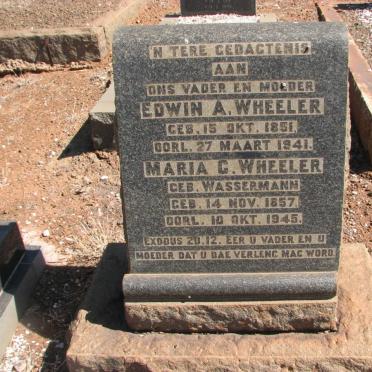 N TERE GEDAGTENIS
AAN
ONS VADER EN MOEDER
EDWIN A. WHEELER
GEB. 15 OKT. 1851
OORL. 27 MAART 1941.
MARIA C. WHEELER
GEB. WASSERMANN
GEB. 14 NOV. 1857
OORL. 10 OKT. 1945.
EXODUS 20.12. EER U VADER EN U
MOEDER DAT U DAE VERLENG MAG WORD